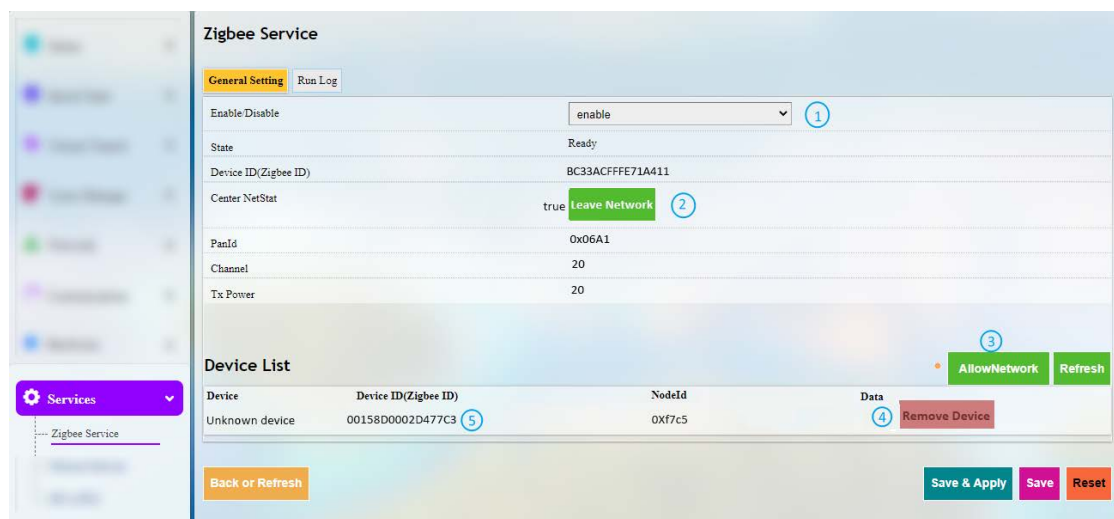 Zigbee Service
General Setting Run Log
Enable/Disable enable 1
State Ready
Device ID(Zigbee ID) BC33ACFFFE71A411
Center NetStat true Leave Network 2
PanId 0x06A1
Channel 20
Tx Power 20
3
Device List AllowNetwork Refresh
Services
Device Device ID(Zigbee ID) NodeId Data
Unknown device 00158D0002D477C3 5 0Xf7c5 4 Remove Device
Zigbee Service
Back or Refresh Save & Apply Save Reset